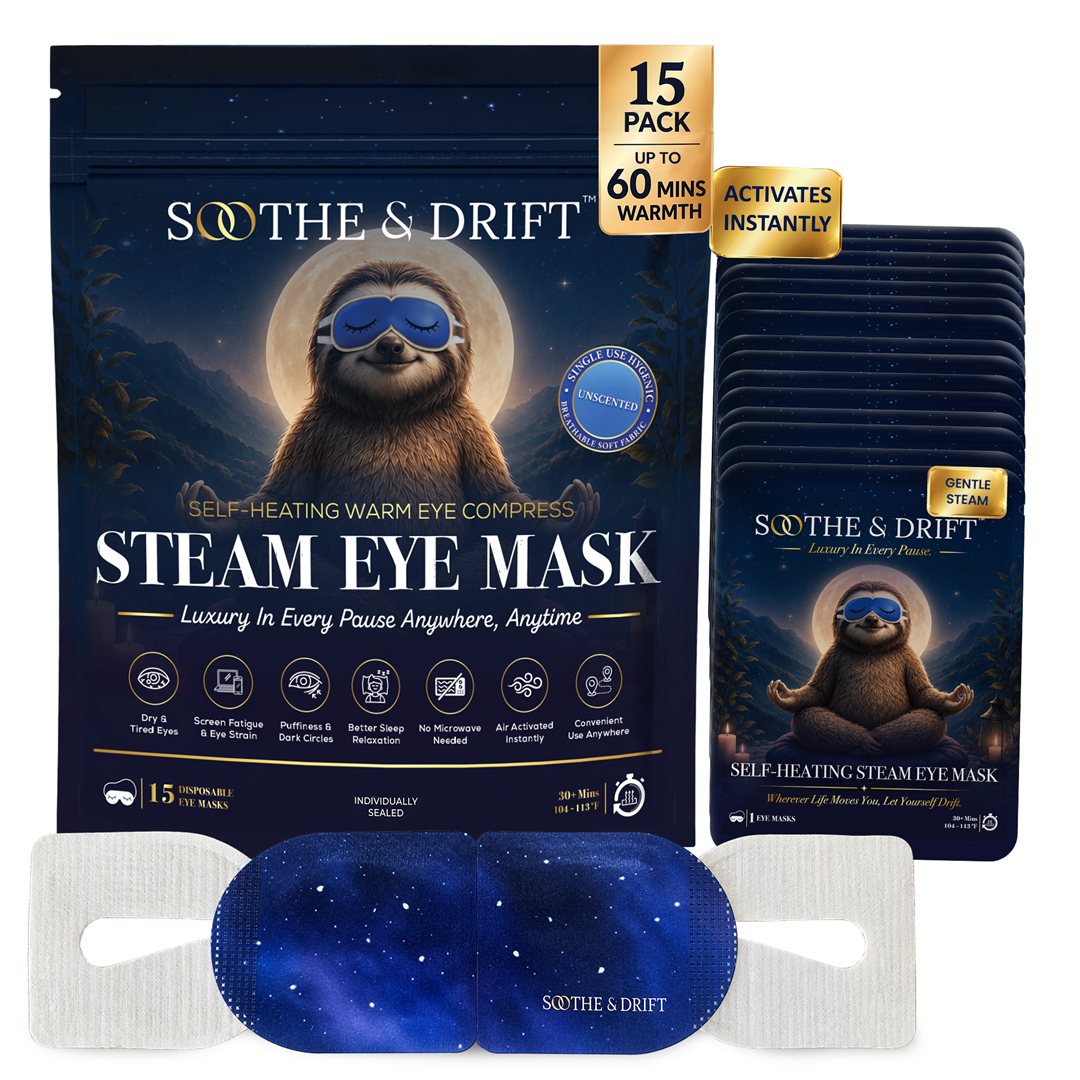 15
PACK
UP TO
60 MINS
WARMTH
ACTIVATES
INSTANTLY
SOOTHE & DRIFT™
SINGLE USE HYGENIC
UNSCENTED
BREATHABLE SOFT FABRIC
SELF-HEATING WARM EYE COMPRESS
STEAM EYE MASK
Luxury In Every Pause Anywhere, Anytime
Dry &
Tired Eyes
Screen Fatigue
& Eye Strain
Puffiness &
Dark Circles
Better Sleep
Relaxation
No Microwave
Needed
Air Activated
Instantly
Convenient
Use Anywhere
15 DISPOSABLE
EYE MASKS
INDIVIDUALLY
SEALED
30+ Mins
104 - 113°F
GENTLE
STEAM
SOOTHE & DRIFT™
Luxury In Every Pause.
SELF-HEATING STEAM EYE MASK
Wherever Life Moves You, Let Yourself Drift.
1 EYE MASKS
30+ Mins
104 - 113°F
SOOTHE & DRIFT